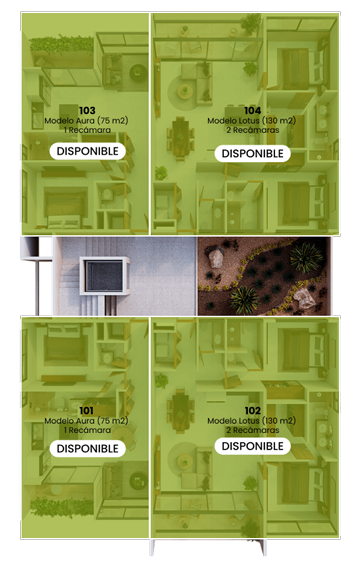 103
Modelo Aura (75 m2)
1 Recámara
DISPONIBLE
104
Modelo Lotus (130 m2)
2 Recámaras
DISPONIBLE
101
Modelo Aura (75 m2)
1 Recámara
DISPONIBLE
102
Modelo Lotus (130 m2)
2 Recámaras
DISPONIBLE